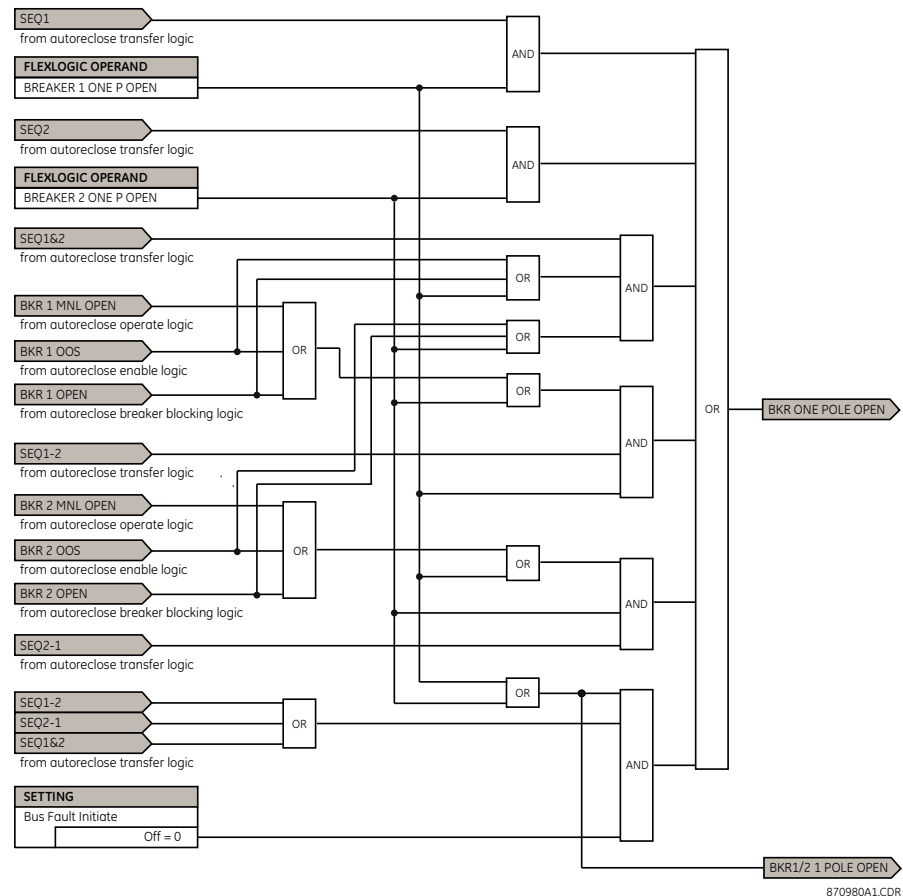 SEQ1
from autoreclose transfer logic
AND
FLEXLOGIC OPERAND
BREAKER 1 ONE P OPEN
SEQ2
from autoreclose transfer logic
AND
FLEXLOGIC OPERAND
BREAKER 2 ONE P OPEN
SEQ1&2
from autoreclose transfer logic
OR
AND
BKR 1 MNL OPEN
from autoreclose operate logic
OR
BKR 1 OOS
OR
from autoreclose enable logic
BKR 1 OPEN
OR
from autoreclose breaker blocking logic
OR
BKR ONE POLE OPEN
AND
SEQ1-2
from autoreclose transfer logic
BKR 2 MNL OPEN
from autoreclose operate logic
BKR 2 OOS
OR
from autoreclose enable logic
OR
BKR 2 OPEN
AND
from autoreclose breaker blocking logic
SEQ2-1
from autoreclose transfer logic
OR
SEQ1-2
SEQ2-1
OR
SEQ1&2
from autoreclose transfer logic
AND
SETTING
Bus Fault Initiate
Off = 0
BKR1/2 1 POLE OPEN
870980A1.CDR